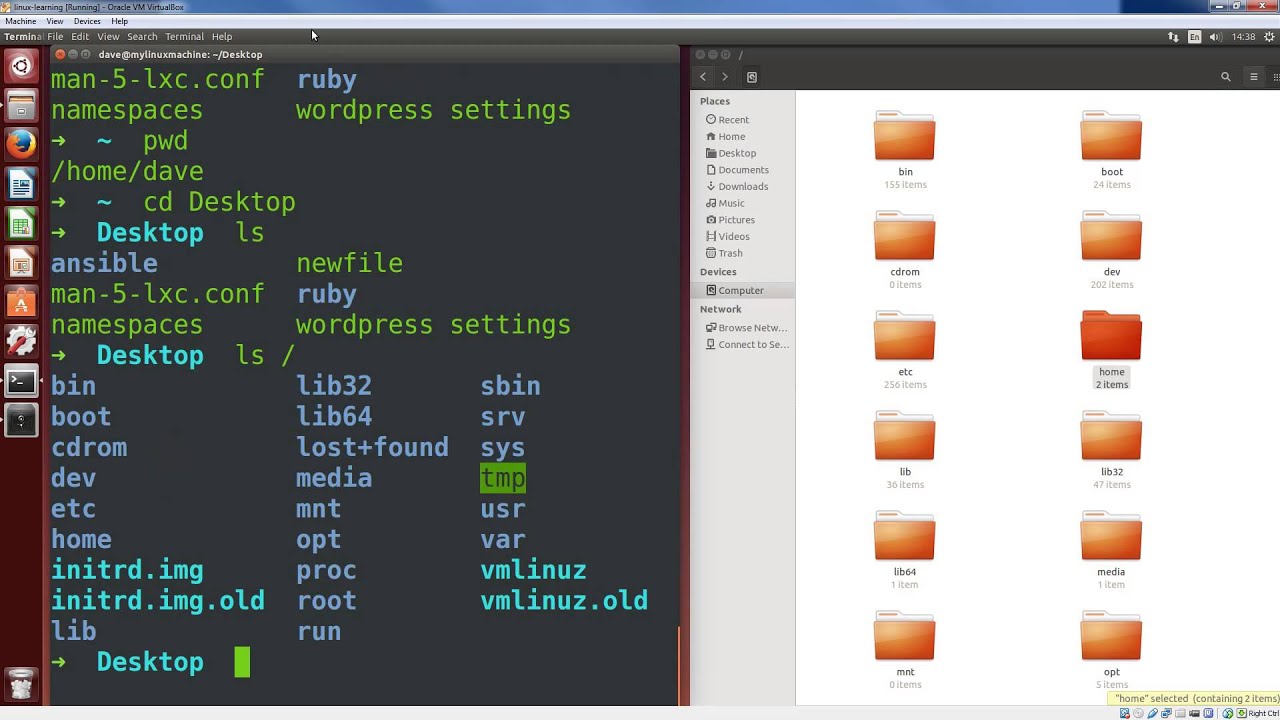 linux-learning [Running] - Oracle VM VirtualBox
Machine View Devices Help
Terminal File Edit View Search Terminal Help
En 14:38
dave@mylinuxmachine: ~/Desktop
man-5-lxc.conf ruby
namespaces wordpress settings
➜ ~ pwd
/home/dave
➜ ~ cd Desktop
➜ Desktop ls
ansible newfile
man-5-lxc.conf ruby
namespaces wordpress settings
➜ Desktop ls /
bin lib32 sbin
boot lib64 srv
cdrom lost+found sys
dev media tmp
etc mnt usr
home opt var
initrd.img proc vmlinuz
initrd.img.old root vmlinuz.old
lib run
➜ Desktop
/
Places
Recent
Home
Desktop
Documents
Downloads
Music
Pictures
Videos
Trash
Devices
Computer
Network
Browse Netw...
Connect to Se...
bin boot
155 items 24 items
cdrom dev
0 items 202 items
etc home
256 items 2 items
lib lib32
36 items 47 items
lib64 media
1 item 1 item
mnt opt
0 items 5 items
"home" selected (containing 2 items)
Right Ctrl